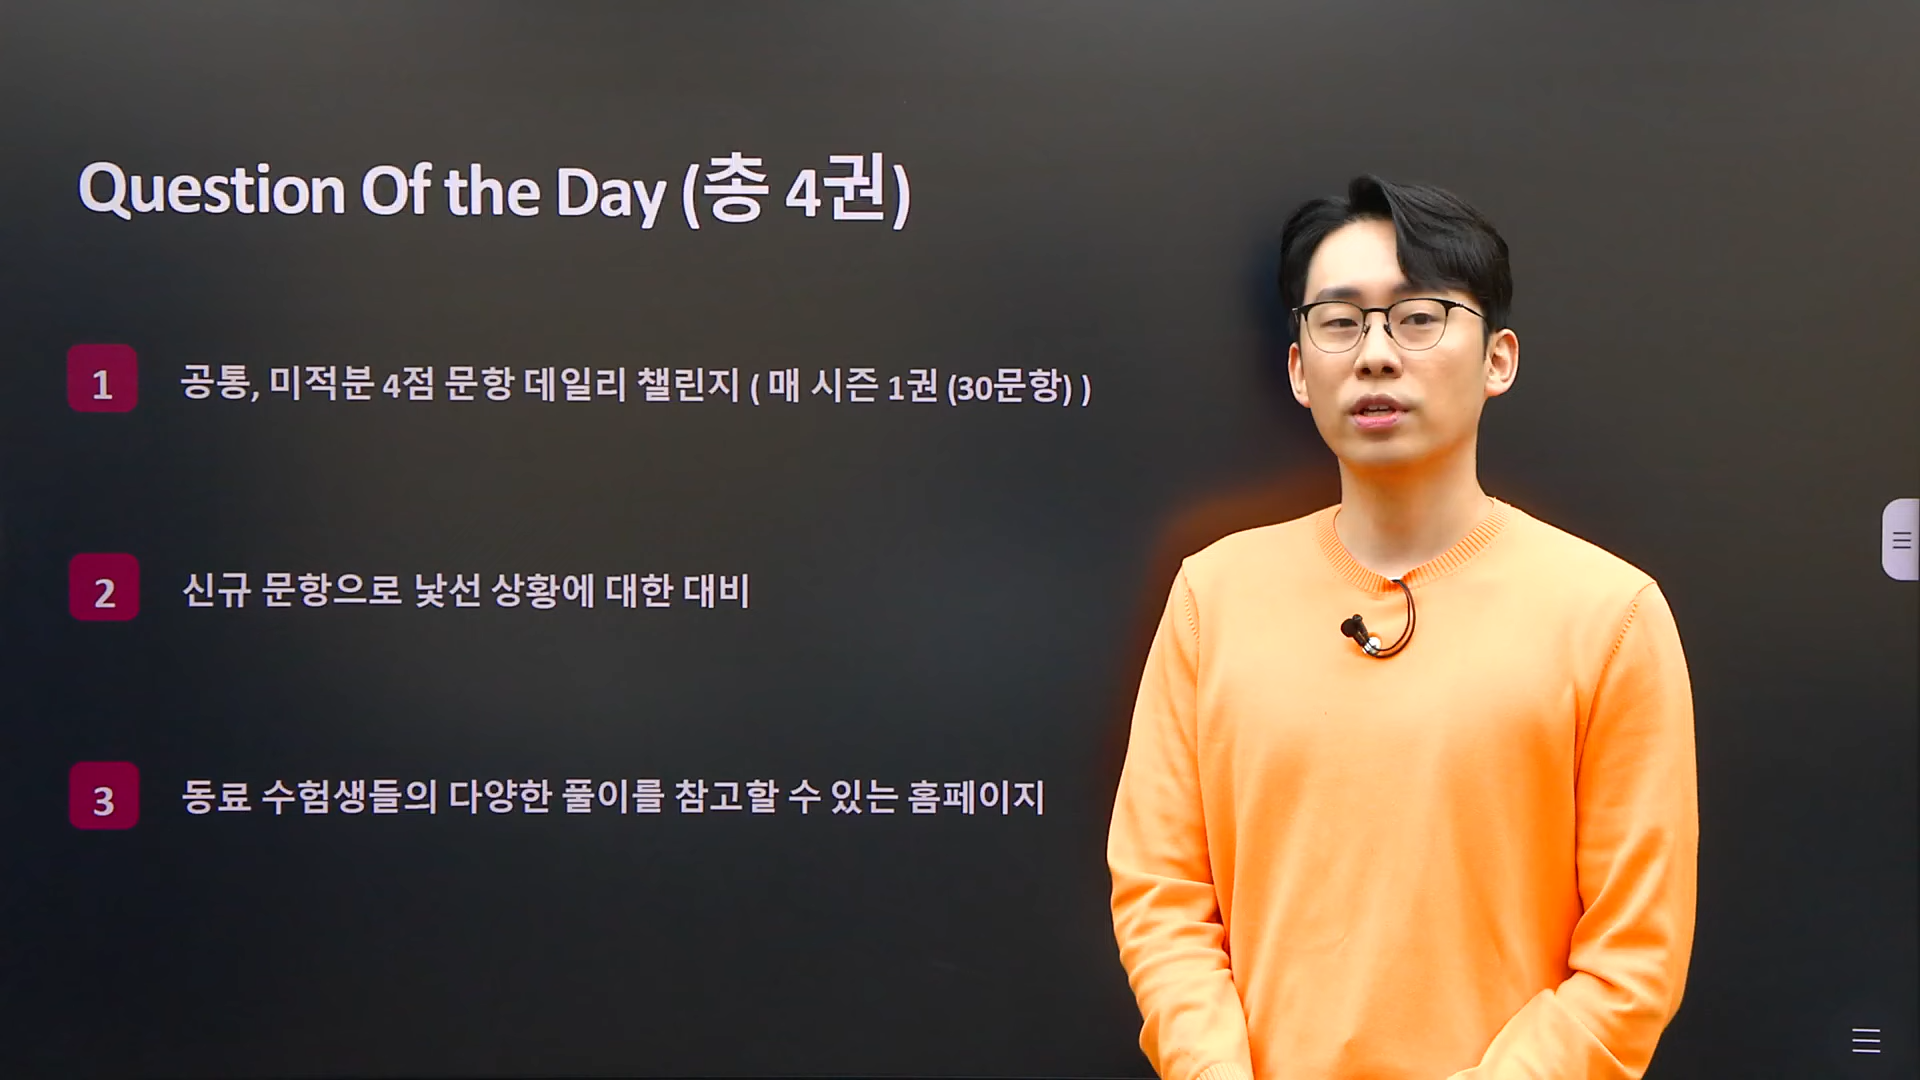 Question Of the Day (총 4권)
1 공통, 미적분 4점 문항 데일리 챌린지 ( 매 시즌 1권 (30문항) )
2 신규 문항으로 낯선 상황에 대한 대비
3 동료 수험생들의 다양한 풀이를 참고할 수 있는 홈페이지